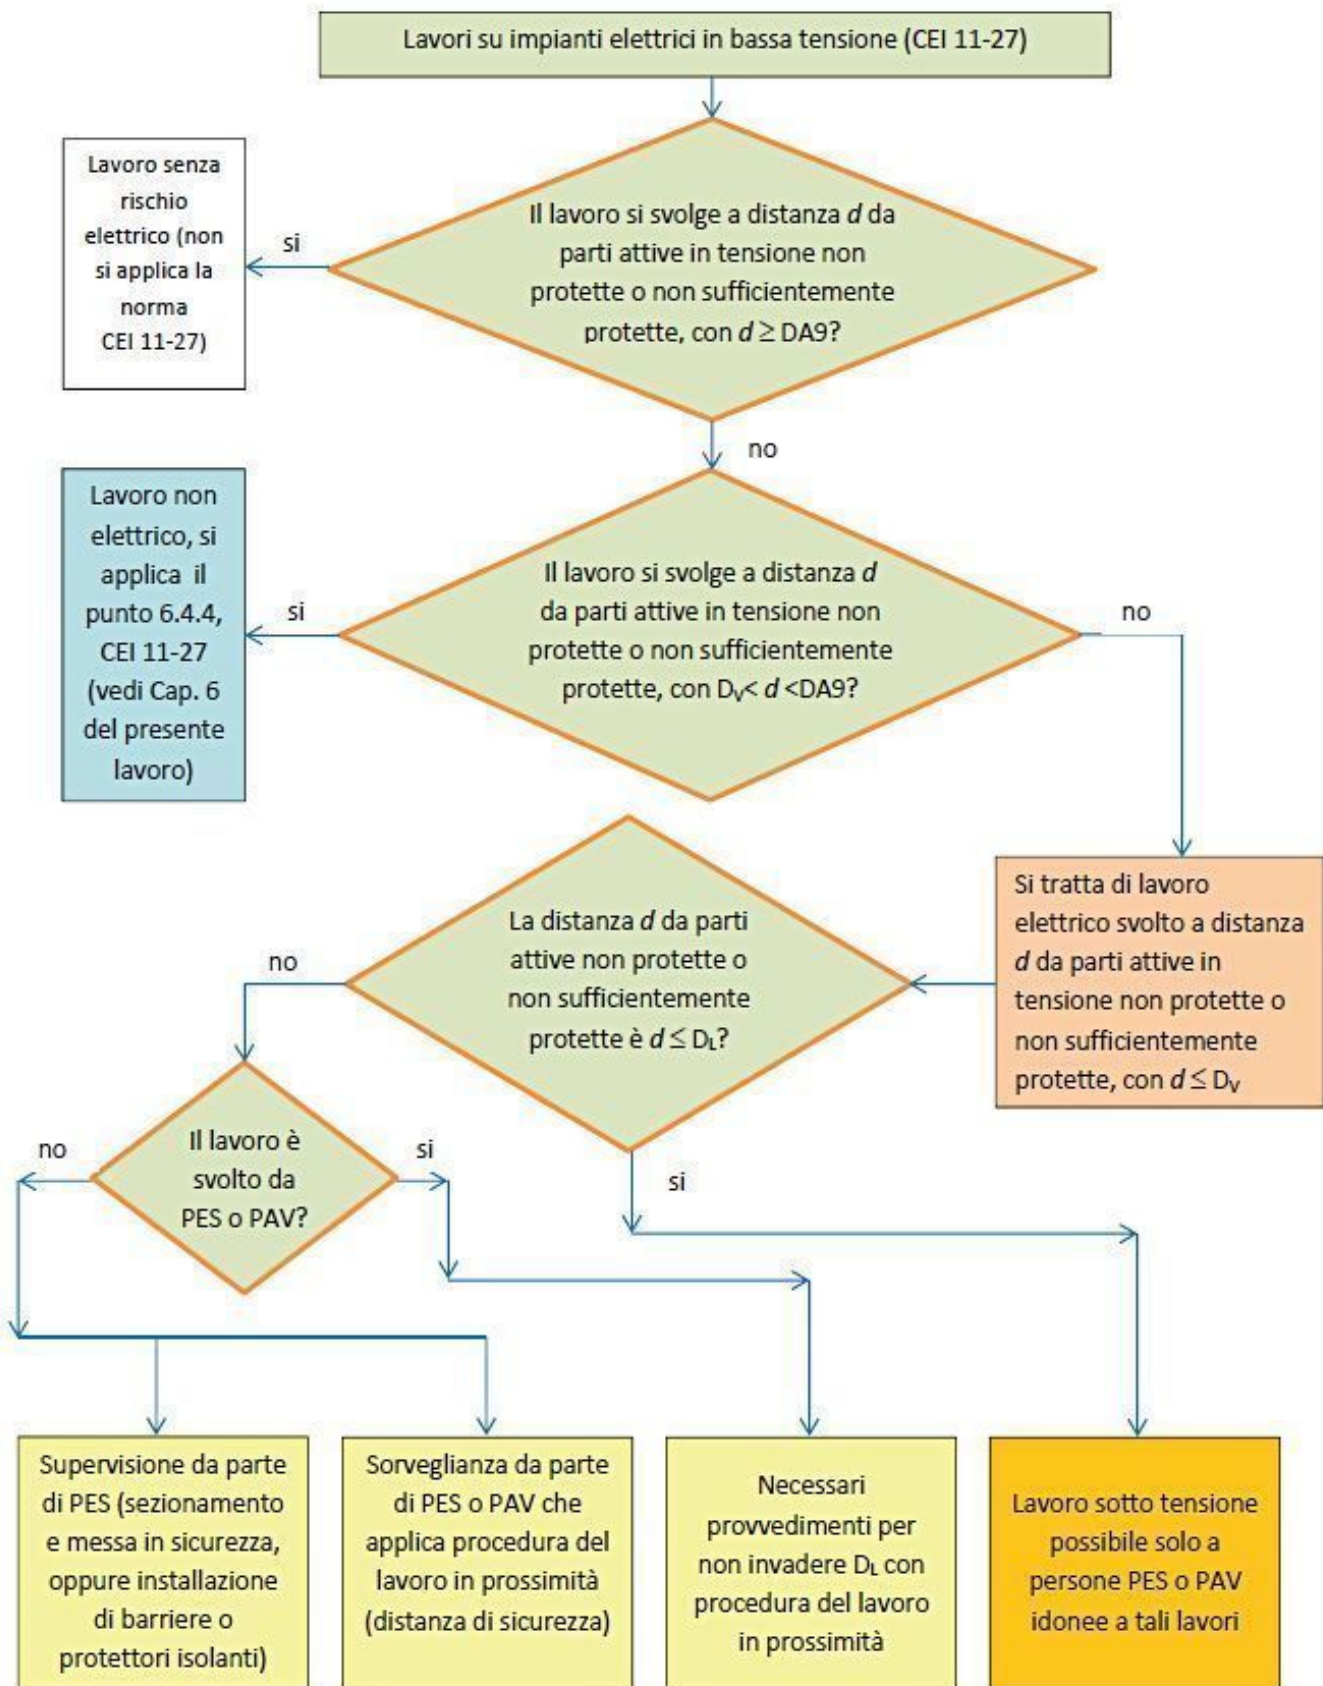 Lavori su impianti elettrici in bassa tensione (CEI 11-27)
Lavoro senza
rischio
elettrico (non
si applica la
norma
CEI 11-27)
si
Il lavoro si svolge a distanza d da
parti attive in tensione non
protette o non sufficientemente
protette, con d ≥ DA9?
no
Lavoro non
elettrico, si
applica il
punto 6.4.4,
CEI 11-27
(vedi Cap. 6
del presente
lavoro)
si
Il lavoro si svolge a distanza d
da parti attive in tensione non
protette o non sufficientemente
protette, con Dv< d <DA9?
no
Si tratta di lavoro
elettrico svolto a distanza
d da parti attive in
tensione non protette o
non sufficientemente
protette, con d ≤ Dv
La distanza d da parti
attive non protette o
non sufficientemente
protette è d ≤ DL?
no
si
Il lavoro è
svolto da
PES o PAV?
no
si
Supervisione da parte
di PES (sezionamento
e messa in sicurezza,
oppure installazione
di barriere o
protettori isolanti)
Sorveglianza da parte
di PES o PAV che
applica procedura del
lavoro in prossimità
(distanza di sicurezza)
Necessari
provvedimenti per
non invadere DL con
procedura del lavoro
in prossimità
Lavoro sotto tensione
possibile solo a
persone PES o PAV
idonee a tali lavori